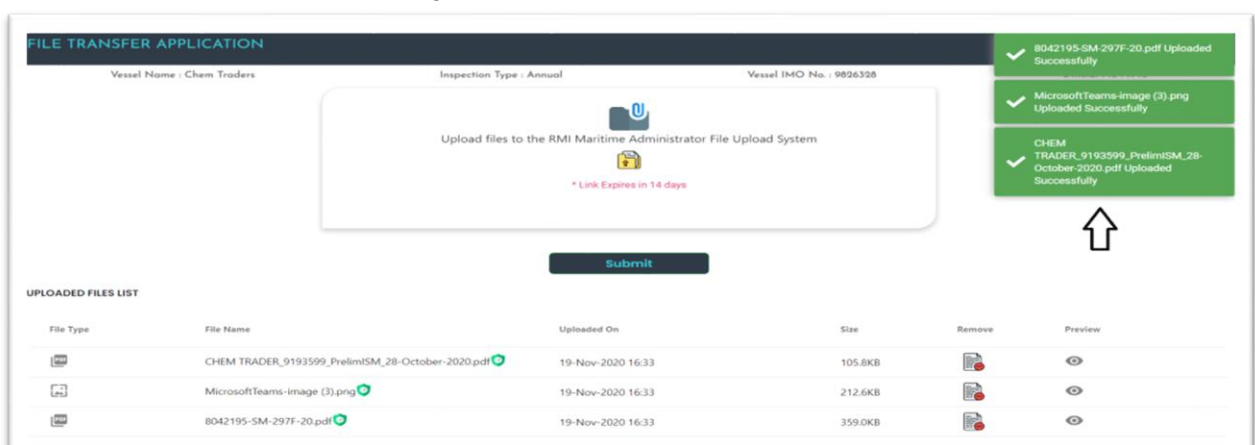 FILE TRANSFER APPLICATION
8042195-SM-297F-20.pdf Uploaded
Successfully
Vessel Name : Chem Traders
Inspection Type : Annual
Vessel IMO No. : 9826328
MicrosoftTeams-image (3).png
Uploaded Successfully
Upload files to the RMI Maritime Administrator File Upload System
* Link Expires in 14 days
CHEM
TRADER_9193599_PrelimISM_28-
October-2020.pdf Uploaded
Successfully
Submit
UPLOADED FILES LIST
File Type File Name Uploaded On Size Remove Preview
PDF CHEM TRADER_9193599_PrelimISM_28-October-2020.pdf 19-Nov-2020 16:33 105.8KB
MicrosoftTeams-image (3).png 19-Nov-2020 16:33 212.6KB
PDF 8042195-SM-297F-20.pdf 19-Nov-2020 16:33 359.0KB